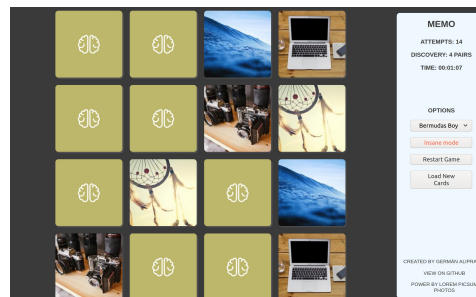 MEMO
ATTEMPTS: 14
DISCOVERY: 4 PAIRS
TIME: 00:01:07
OPTIONS
Bermudas Boy
Insane mode
Restart Game
Load New
Cards
CREATED BY GERMÁN
VIEW ON GITHUB
POWER BY LOREM PICSUM
PHOTOS